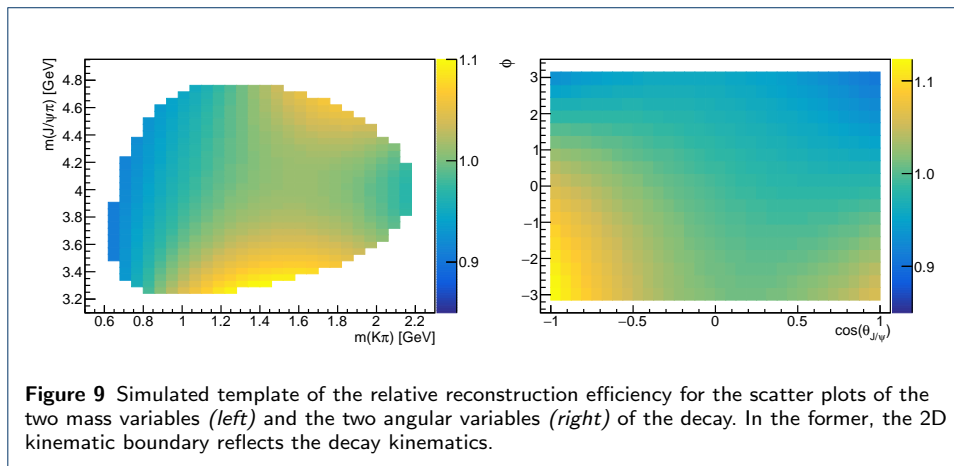 m(J/ψπ) [GeV]
4.8
4.6
4.4
4.2
4.0
3.8
3.6
3.4
3.2
0.6 0.8 1 1.2 1.4 1.6 1.8 2 2.2
m(Kπ) [GeV]
1.1
1.0
0.9
ϕ
3
2
1
0
−1
−2
−3
−1 −0.5 0 0.5 1
cos(θJ/ψ)
1.1
1.0
0.9
Figure 9 Simulated template of the relative reconstruction efficiency for the scatter plots of the
two mass variables (left) and the two angular variables (right) of the decay. In the former, the 2D
kinematic boundary reflects the decay kinematics.